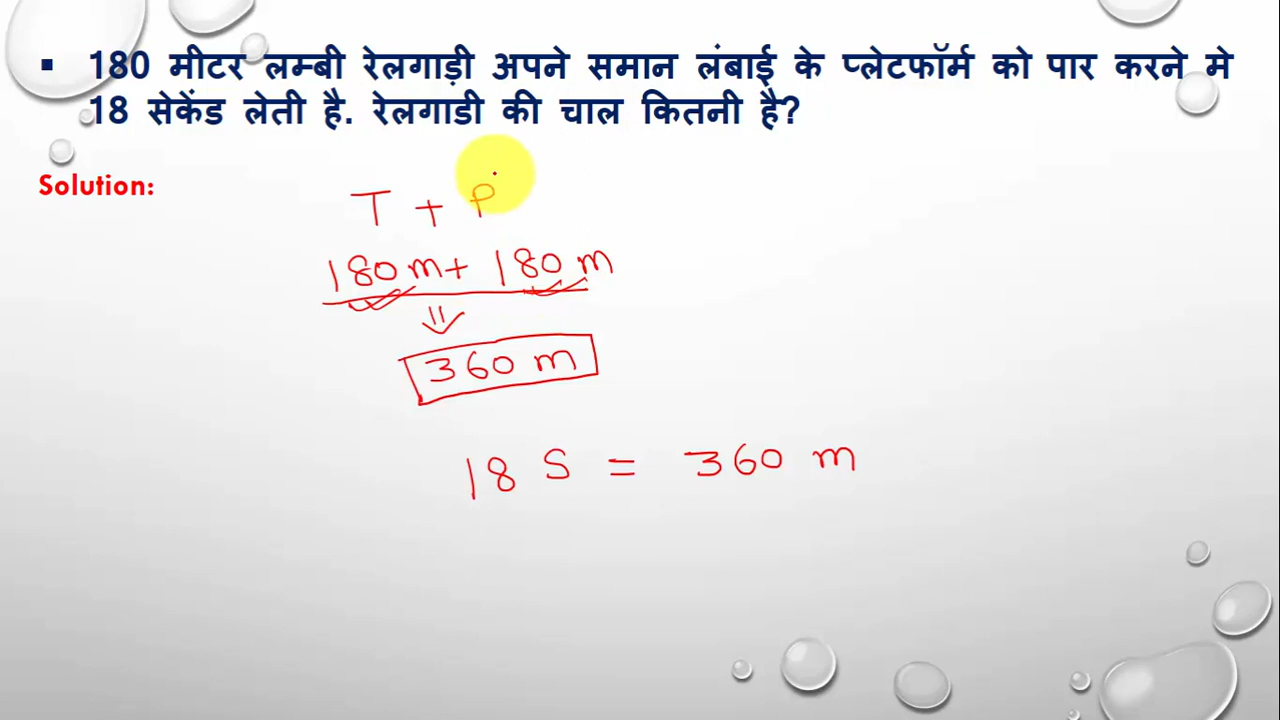 ▪ 180 मीटर लम्बी रेलगाड़ी अपने समान लंबाई के प्लेटफॉर्म को पार करने मे
18 सेकेंड लेती है. रेलगाडी की चाल कितनी है?
Solution:
T + P
180 m + 180 m
⇓
360 m
18 S = 360 m